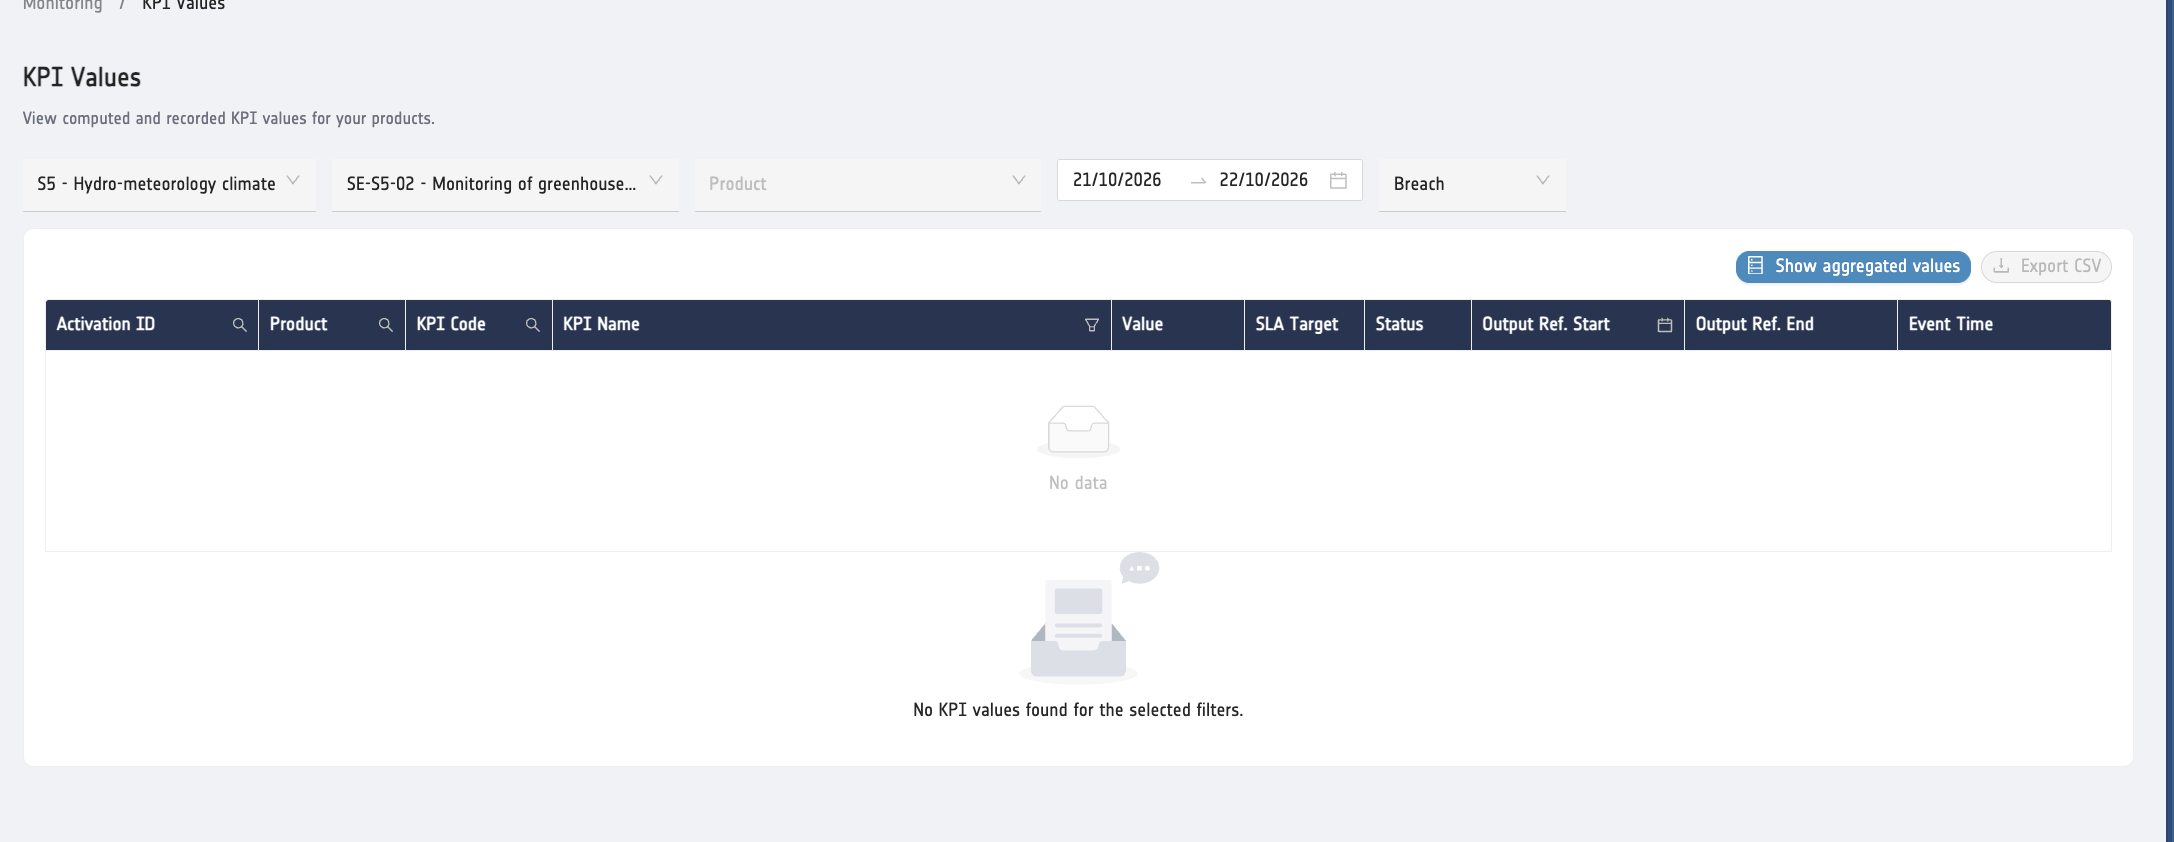 Monitoring / KPI Values
KPI Values
View computed and recorded KPI values for your products.
S5 - Hydro-meteorology climate
SE-S5-02 - Monitoring of greenhouse...
Product
21/10/2026
22/10/2026
Breach
Show aggregated values
Export CSV
Activation ID
Product
KPI Code
KPI Name
Value
SLA Target
Status
Output Ref. Start
Output Ref. End
Event Time
No data
No KPI values found for the selected filters.